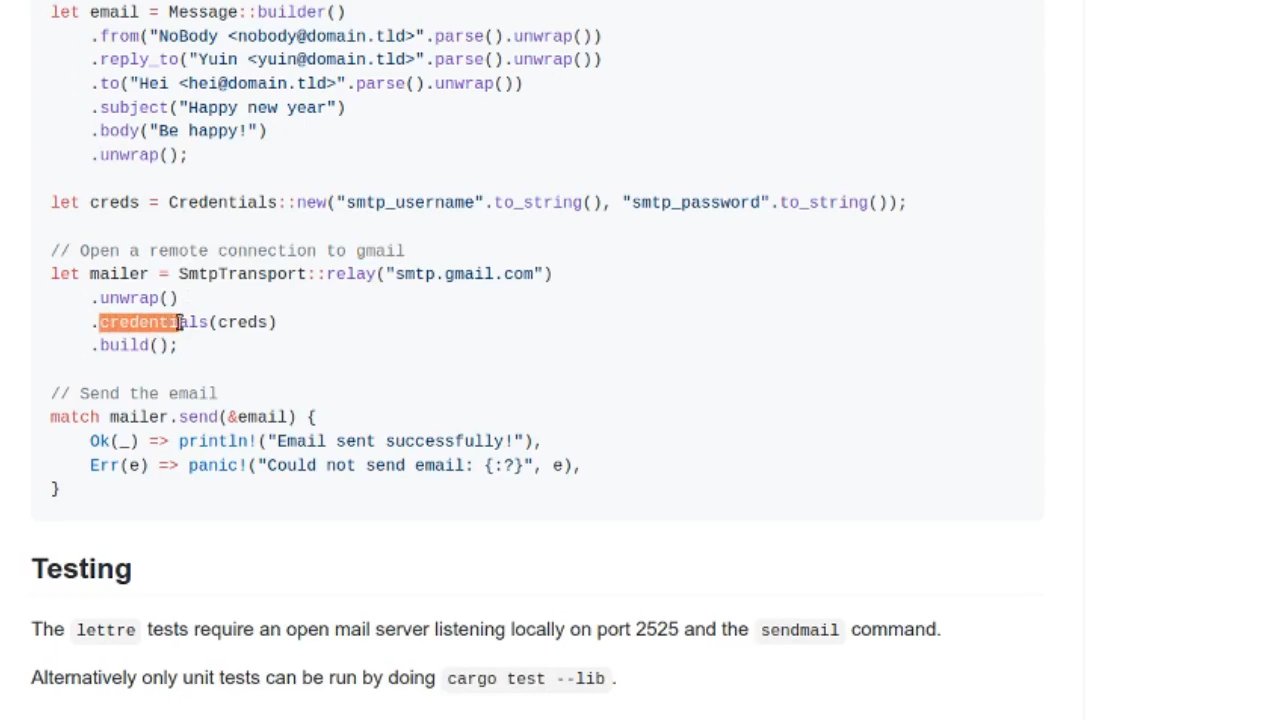 let email = Message::builder()
    .from("NoBody <nobody@domain.tld>".parse().unwrap())
    .reply_to("Yuin <yuin@domain.tld>".parse().unwrap())
    .to("Hei <hei@domain.tld>".parse().unwrap())
    .subject("Happy new year")
    .body("Be happy!")
    .unwrap();
let creds = Credentials::new("smtp_username".to_string(), "smtp_password".to_string());
// Open a remote connection to gmail
let mailer = SmtpTransport::relay("smtp.gmail.com")
    .unwrap()
    .credentials(creds)
    .build();
// Send the email
match mailer.send(&email) {
    Ok(_) => println!("Email sent successfully!"),
    Err(e) => panic!("Could not send email: {:?}", e),
}
Testing
The lettre tests require an open mail server listening locally on port 2525 and the sendmail command.
Alternatively only unit tests can be run by doing cargo test --lib .